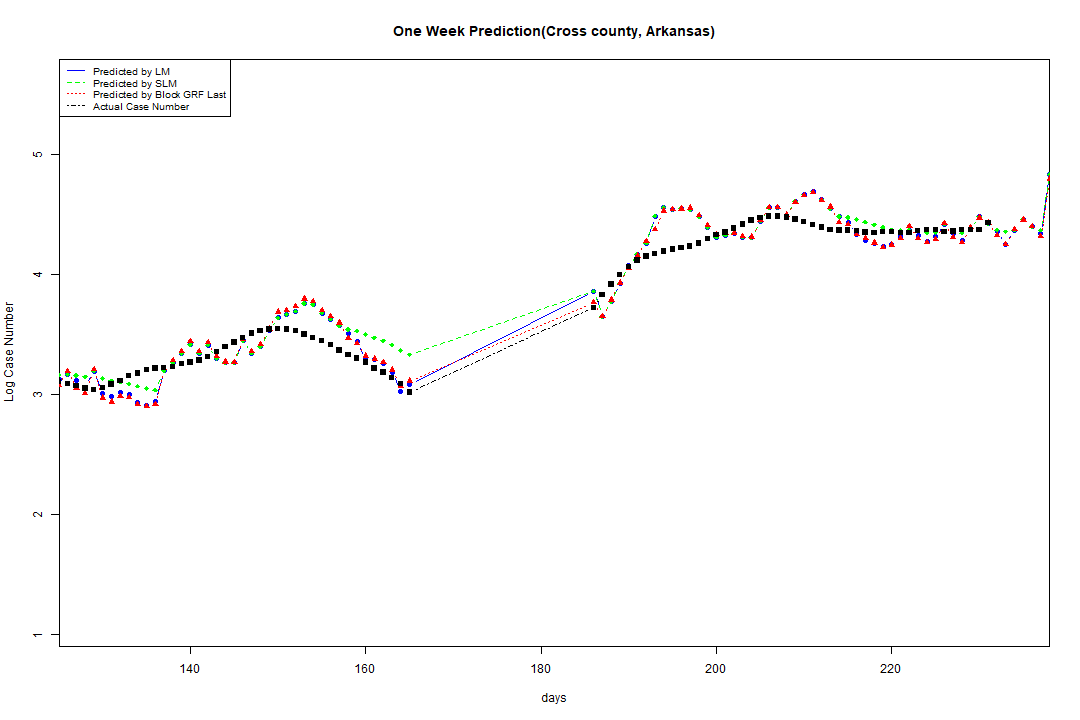 One Week Prediction(Cross county, Arkansas)
Predicted by LM
Predicted by SLM
Predicted by Block GRF Last
Actual Case Number
5
4
3
2
1
Log Case Number
140 160 180 200 220
days